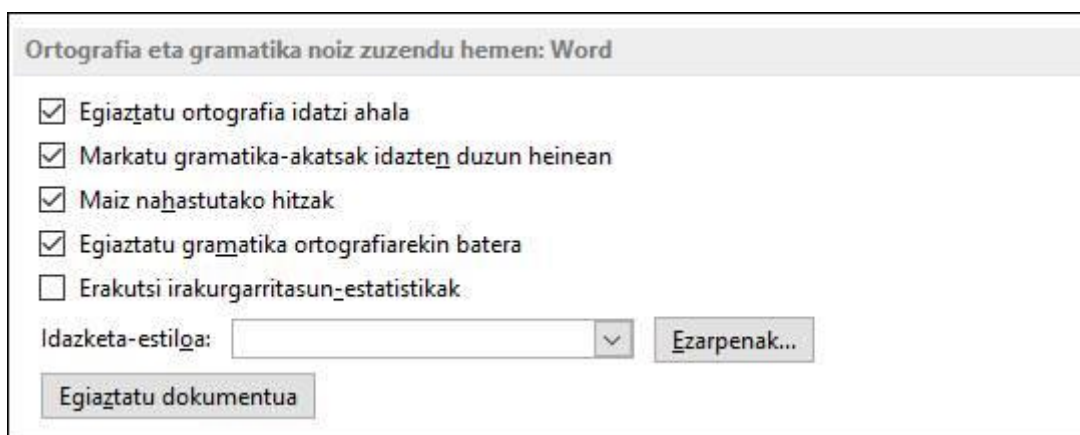 Ortografia eta gramatika noiz zuzendu hemen: Word
Egiaztatu ortografia idatzi ahala
Markatu gramatika-akatsak idazten duzun heinean
Maiz nahastutako hitzak
Egiaztatu gramatika ortografiarekin batera
Erakutsi irakurgarritasun-estatistikak
Idazketa-estiloa: Ezarpenak...
Egiaztatu dokumentua